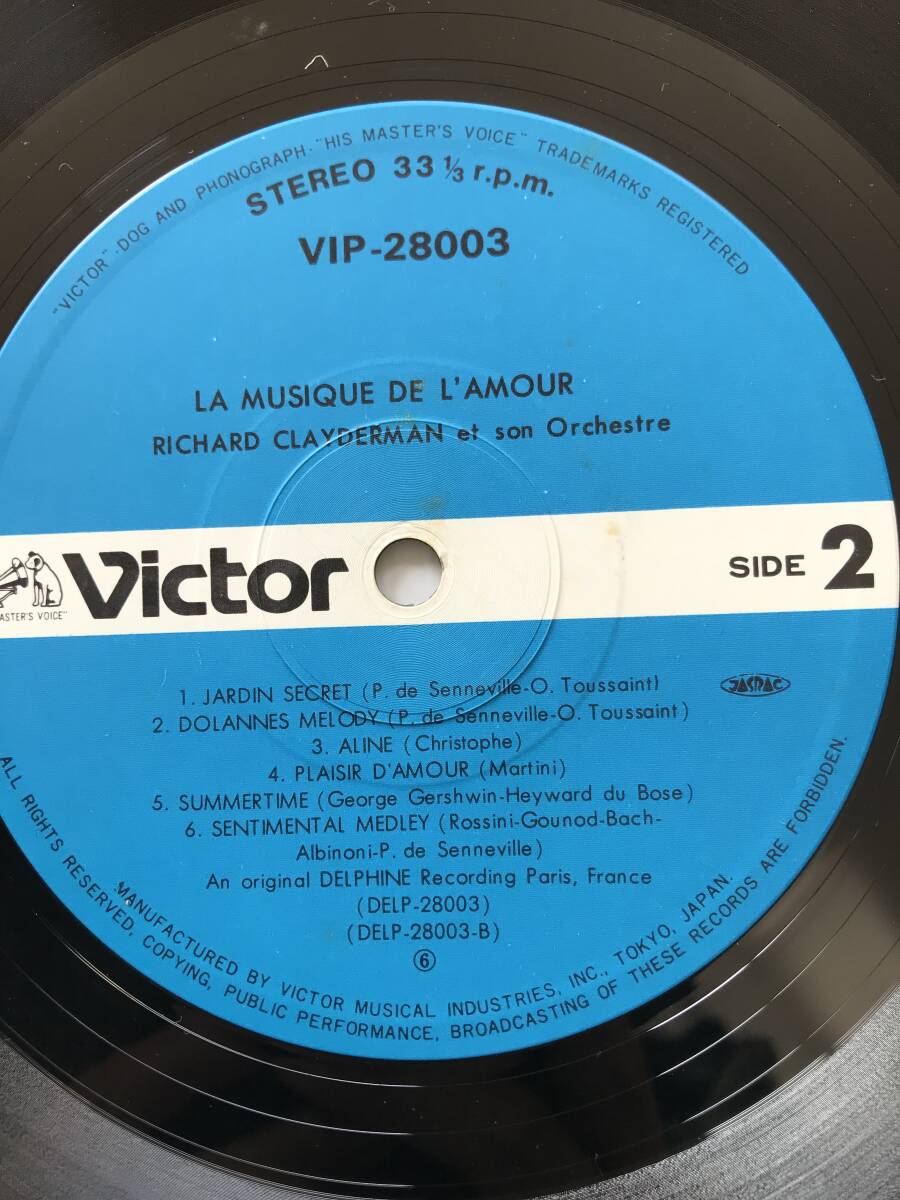 "VICTOR"·DOG AND PHONOGRAPH·"HIS MASTER'S VOICE" TRADEMARKS REGISTERED
STEREO 33 1/3 r.p.m.
VIP-28003
LA MUSIQUE DE L'AMOUR
RICHARD CLAYDERMAN et son Orchestre
Victor
SIDE 2
MASTER'S VOICE"
1. JARDIN SECRET (P. de Senneville-O. Toussaint)
JASRAC
2. DOLANNES MELODY (P. de Senneville-O. Toussaint)
3. ALINE (Christophe)
4. PLAISIR D'AMOUR (Martini)
5. SUMMERTIME (George Gershwin-Heyward du Bose)
6. SENTIMENTAL MEDLEY (Rossini-Gounod-Bach-
Albinoni-P. de Senneville)
An original DELPHINE Recording Paris, France
(DELP-28003)
(DELP-28003-B)
⑥
MANUFACTURED BY VICTOR MUSICAL INDUSTRIES, INC., TOKYO, JAPAN.
ALL RIGHTS RESERVED, COPYING, PUBLIC PERFORMANCE, BROADCASTING OF THESE RECORDS ARE FORBIDDEN.